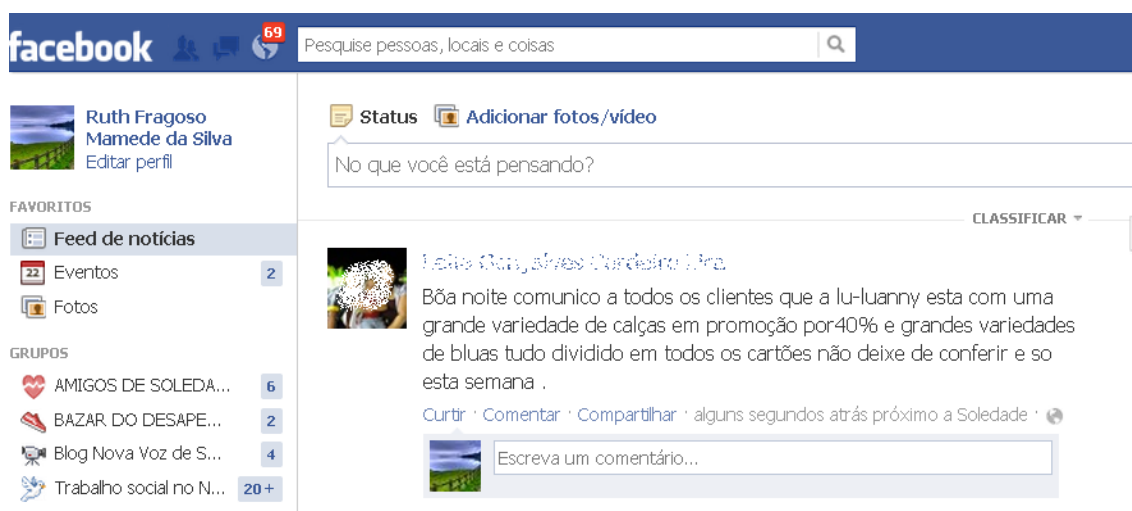 facebook
69
Pesquise pessoas, locais e coisas
Ruth Fragoso
Mamede da Silva
Editar perfil
FAVORITOS
Feed de notícias
22 Eventos 2
Fotos
GRUPOS
AMIGOS DE SOLEDA... 6
BAZAR DO DESAPE... 2
Blog Nova Voz de S... 4
Trabalho social no N... 20+
Status Adicionar fotos/vídeo
No que você está pensando?
CLASSIFICAR
Bõa noite comunico a todos os clientes que a lu-luanny esta com uma
grande variedade de calças em promoção por40% e grandes variedades
de bluas tudo dividido em todos os cartões não deixe de conferir e so
esta semana .
Curtir · Comentar · Compartilhar · alguns segundos atrás próximo a Soledade ·
Escreva um comentário...